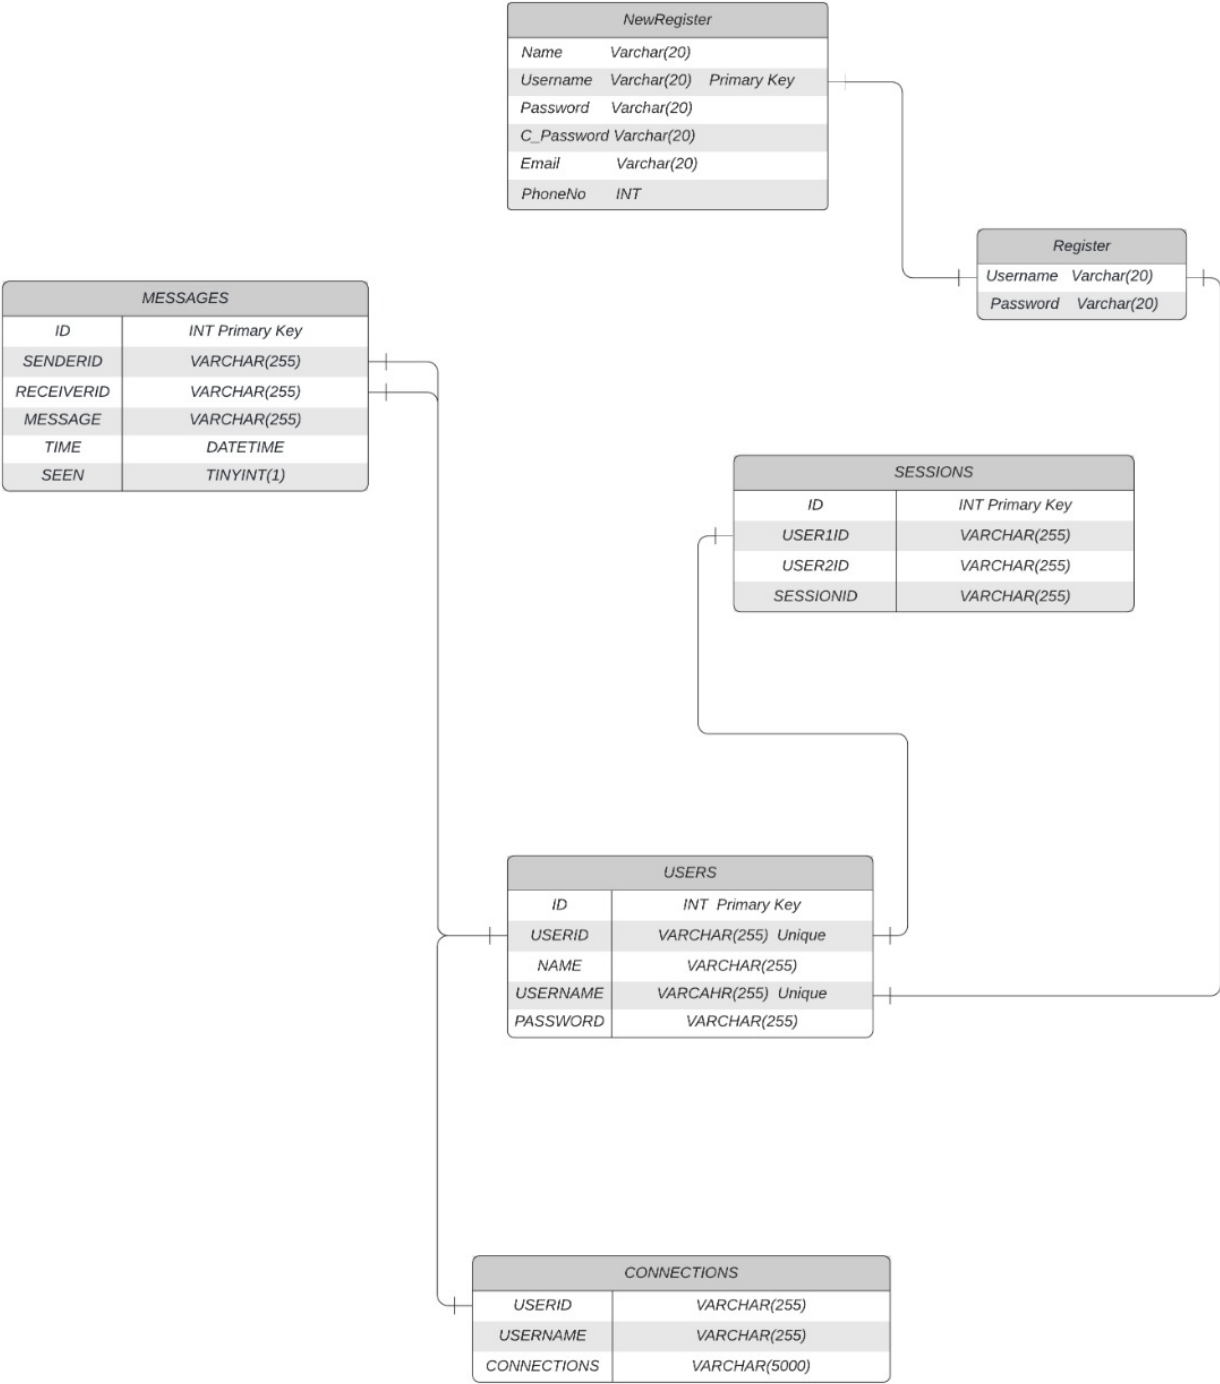 NewRegister
Name Varchar(20)
Username Varchar(20) Primary Key
Password Varchar(20)
C_Password Varchar(20)
Email Varchar(20)
PhoneNo INT
Register
Username Varchar(20)
Password Varchar(20)
MESSAGES
ID INT Primary Key
SENDERID VARCHAR(255)
RECEIVERID VARCHAR(255)
MESSAGE VARCHAR(255)
TIME DATETIME
SEEN TINYINT(1)
SESSIONS
ID INT Primary Key
USER1ID VARCHAR(255)
USER2ID VARCHAR(255)
SESSIONID VARCHAR(255)
USERS
ID INT Primary Key
USERID VARCHAR(255) Unique
NAME VARCHAR(255)
USERNAME VARCAHR(255) Unique
PASSWORD VARCHAR(255)
CONNECTIONS
USERID VARCHAR(255)
USERNAME VARCHAR(255)
CONNECTIONS VARCHAR(5000)